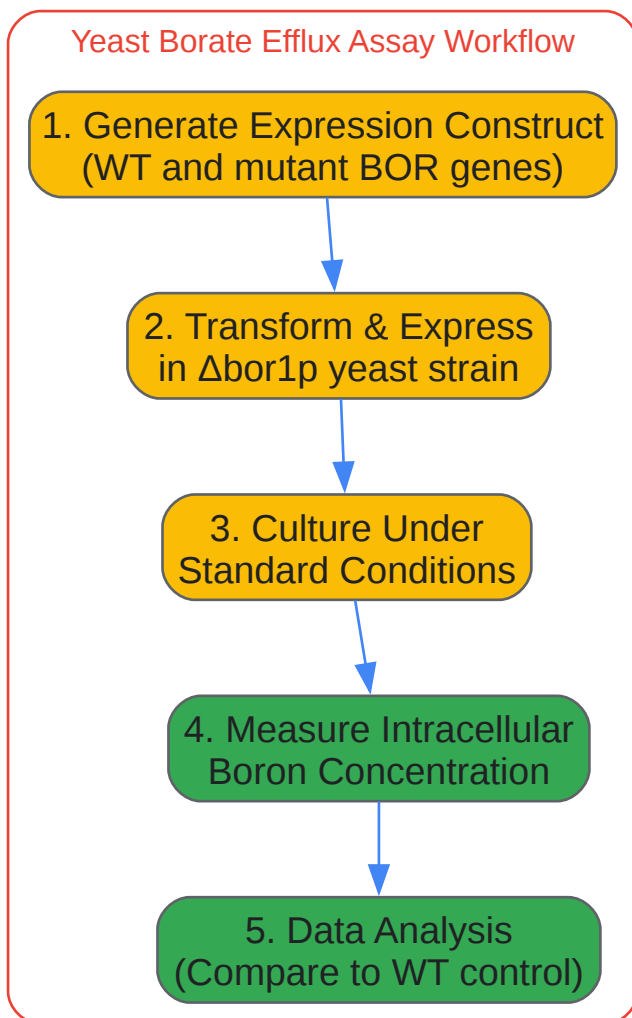 Yeast Borate Efflux Assay Workflow
1. Generate Expression Construct
(WT and mutant BOR genes)
2. Transform & Express
in Δbor1p yeast strain
3. Culture Under
Standard Conditions
4. Measure Intracellular
Boron Concentration
5. Data Analysis
(Compare to WT control)